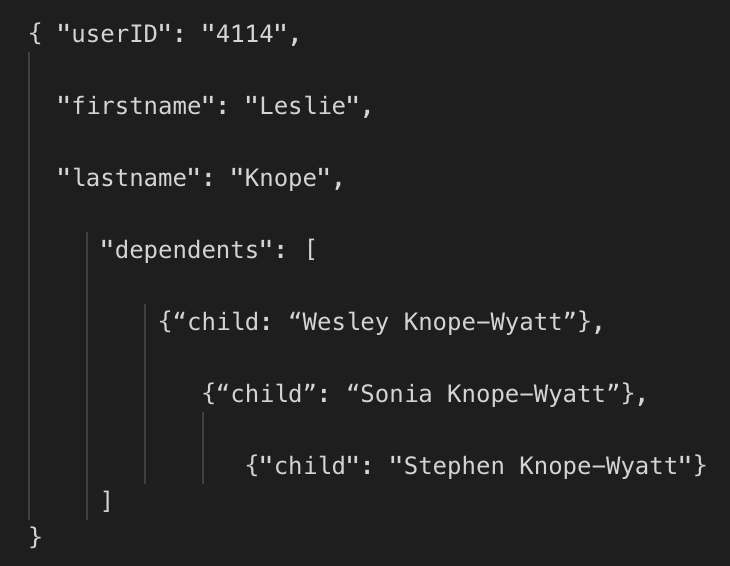 { "userID": "4114",
"firstname": "Leslie",
"lastname": "Knope",
"dependents": [
{“child: “Wesley Knope-Wyatt”},
{“child”: “Sonia Knope-Wyatt”},
{"child": "Stephen Knope-Wyatt"}
]
}